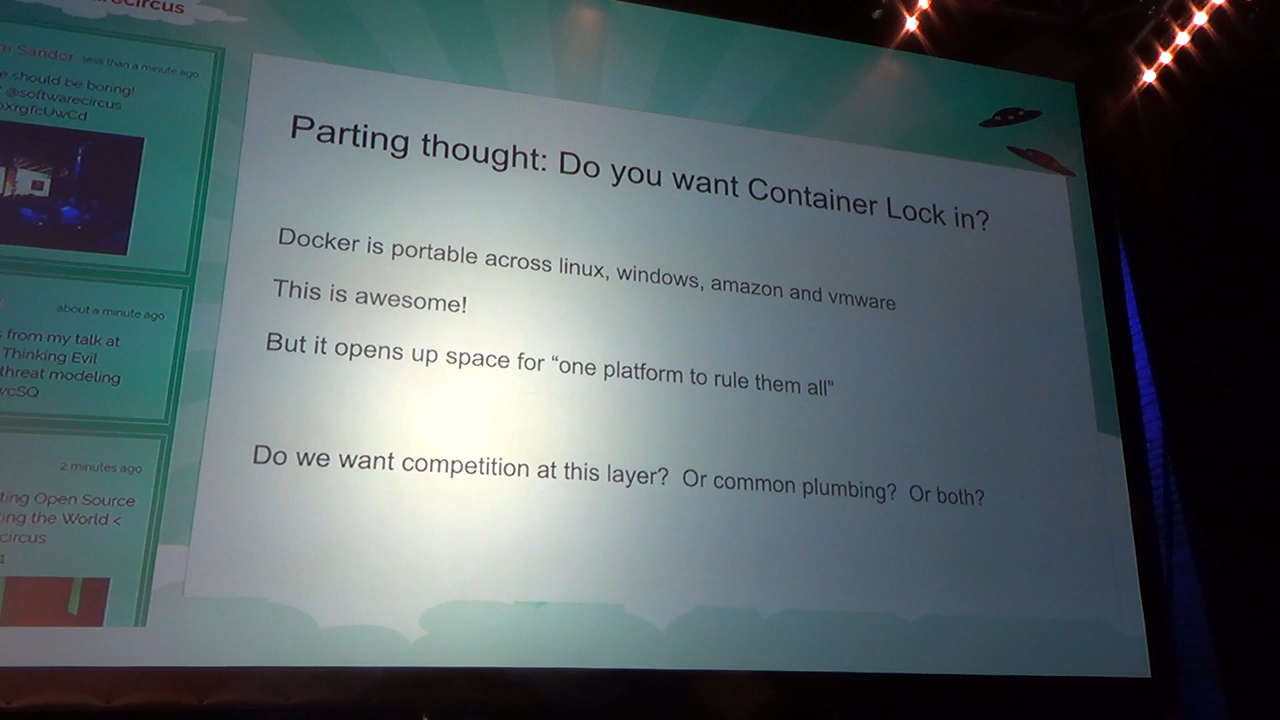 Sandor less than a minute ago
e should be boring!
@softwarecircus
Parting thought: Do you want Container Lock in?
Docker is portable across linux, windows, amazon and vmware
This is awesome!
But it opens up space for “one platform to rule them all”
Do we want competition at this layer? Or common plumbing? Or both?
about a minute ago
from my talk at
Thinking Evil
threat modeling
2 minutes ago
ting Open Source
ing the World <
circus